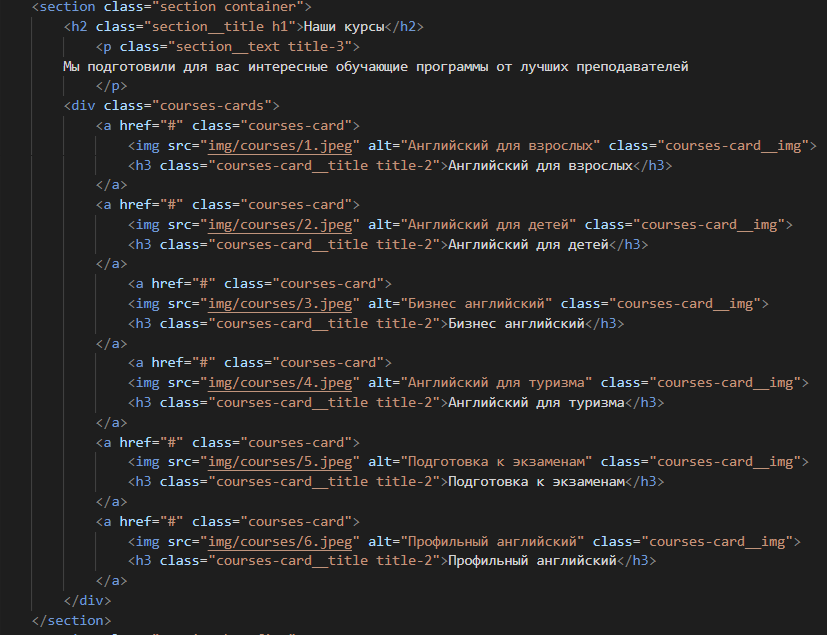 <section class="section container">
<h2 class="section__title h1">Наши курсы</h2>
<p class="section__text title-3">
Мы подготовили для вас интересные обучающие программы от лучших преподавателей
</p>
<div class="courses-cards">
<a href="#" class="courses-card">
<img src="img/courses/1.jpeg" alt="Английский для взрослых" class="courses-card__img">
<h3 class="courses-card__title title-2">Английский для взрослых</h3>
</a>
<a href="#" class="courses-card">
<img src="img/courses/2.jpeg" alt="Английский для детей" class="courses-card__img">
<h3 class="courses-card__title title-2">Английский для детей</h3>
</a>
<a href="#" class="courses-card">
<img src="img/courses/3.jpeg" alt="Бизнес английский" class="courses-card__img">
<h3 class="courses-card__title title-2">Бизнес английский</h3>
</a>
<a href="#" class="courses-card">
<img src="img/courses/4.jpeg" alt="Английский для туризма" class="courses-card__img">
<h3 class="courses-card__title title-2">Английский для туризма</h3>
</a>
<a href="#" class="courses-card">
<img src="img/courses/5.jpeg" alt="Подготовка к экзаменам" class="courses-card__img">
<h3 class="courses-card__title title-2">Подготовка к экзаменам</h3>
</a>
<a href="#" class="courses-card">
<img src="img/courses/6.jpeg" alt="Профильный английский" class="courses-card__img">
<h3 class="courses-card__title title-2">Профильный английский</h3>
</a>
</div>
</section>